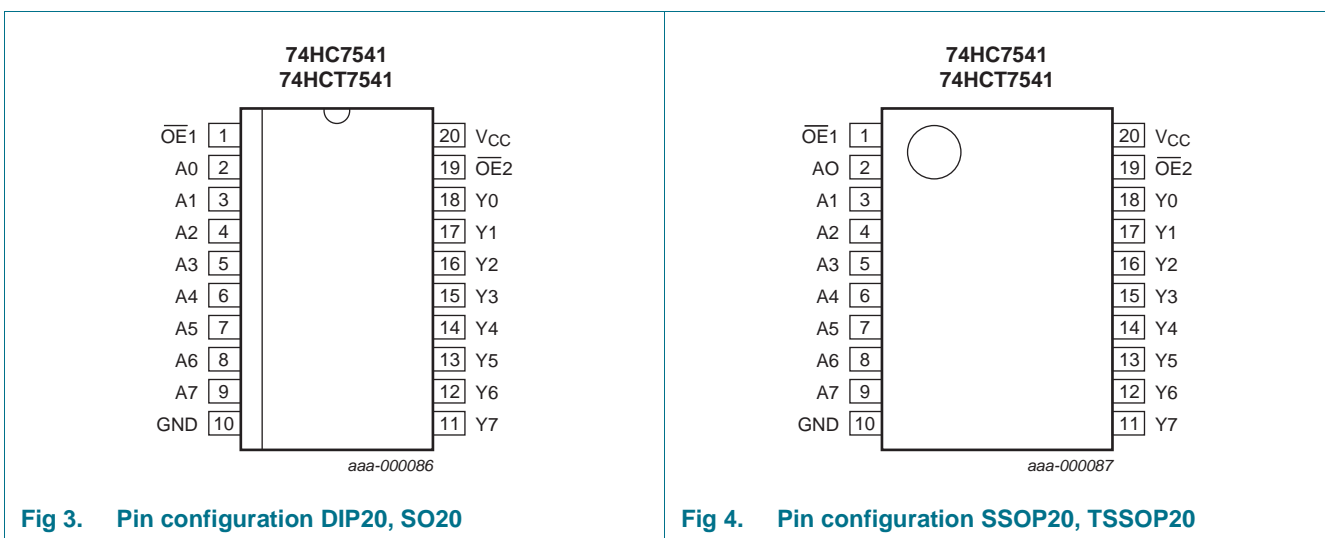 74HC7541
74HCT7541
O̅E̅1 1 20 VCC
A0 2 19 O̅E̅2
A1 3 18 Y0
A2 4 17 Y1
A3 5 16 Y2
A4 6 15 Y3
A5 7 14 Y4
A6 8 13 Y5
A7 9 12 Y6
GND 10 11 Y7
aaa-000086
Fig 3. Pin configuration DIP20, SO20
74HC7541
74HCT7541
O̅E̅1 1 20 VCC
AO 2 19 O̅E̅2
A1 3 18 Y0
A2 4 17 Y1
A3 5 16 Y2
A4 6 15 Y3
A5 7 14 Y4
A6 8 13 Y5
A7 9 12 Y6
GND 10 11 Y7
aaa-000087
Fig 4. Pin configuration SSOP20, TSSOP20